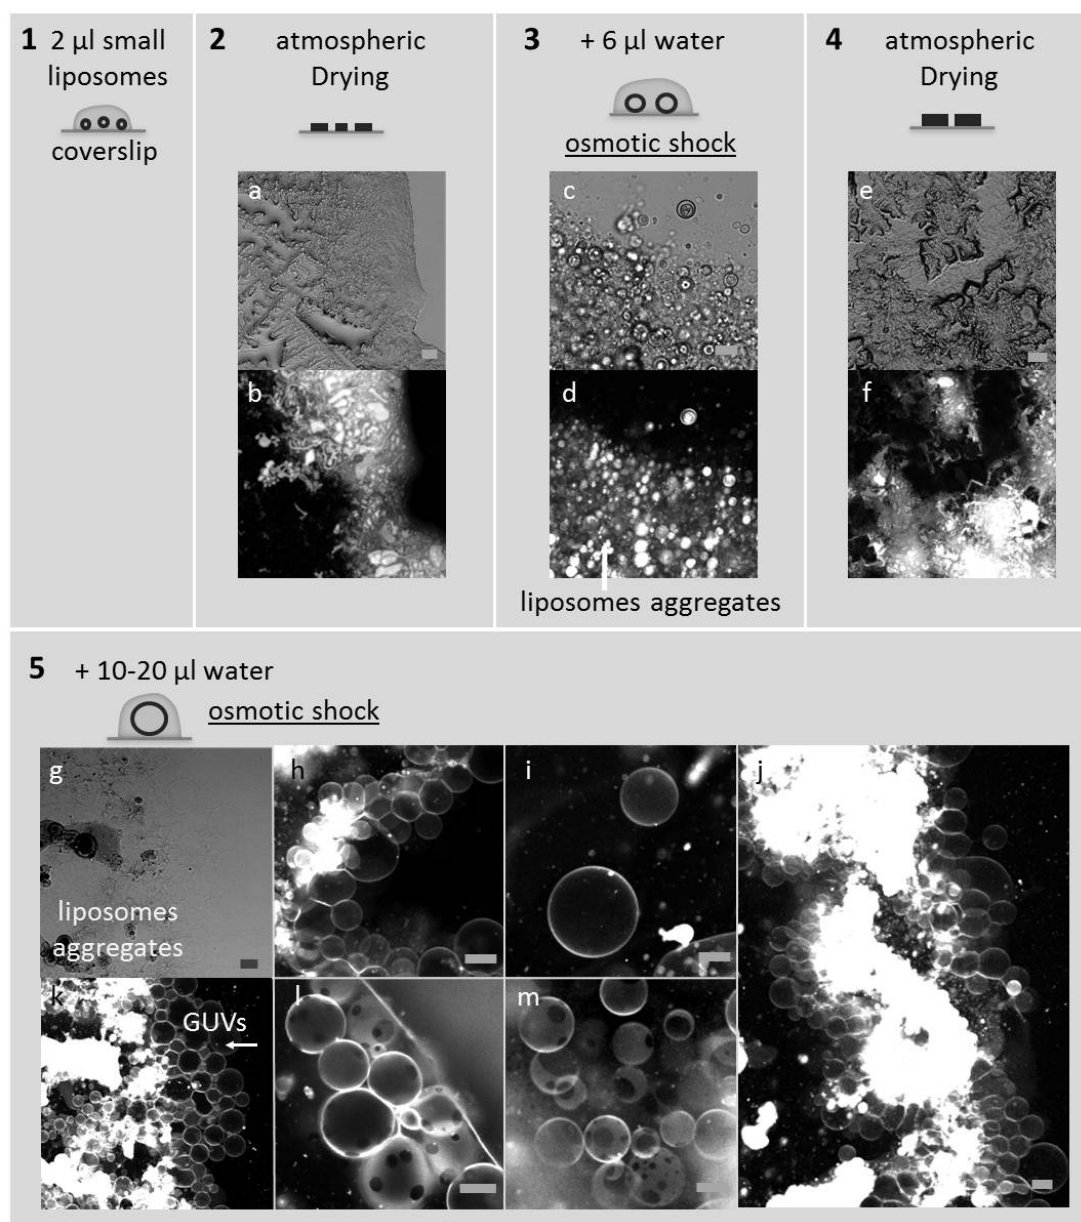 1 2 µl small
liposomes
coverslip
2 atmospheric
Drying
a
b
3 + 6 µl water
osmotic shock
c
d
liposomes aggregates
4 atmospheric
Drying
e
f
5 + 10-20 µl water
osmotic shock
g
liposomes
aggregates
h
i
j
k
GUVs
l
m